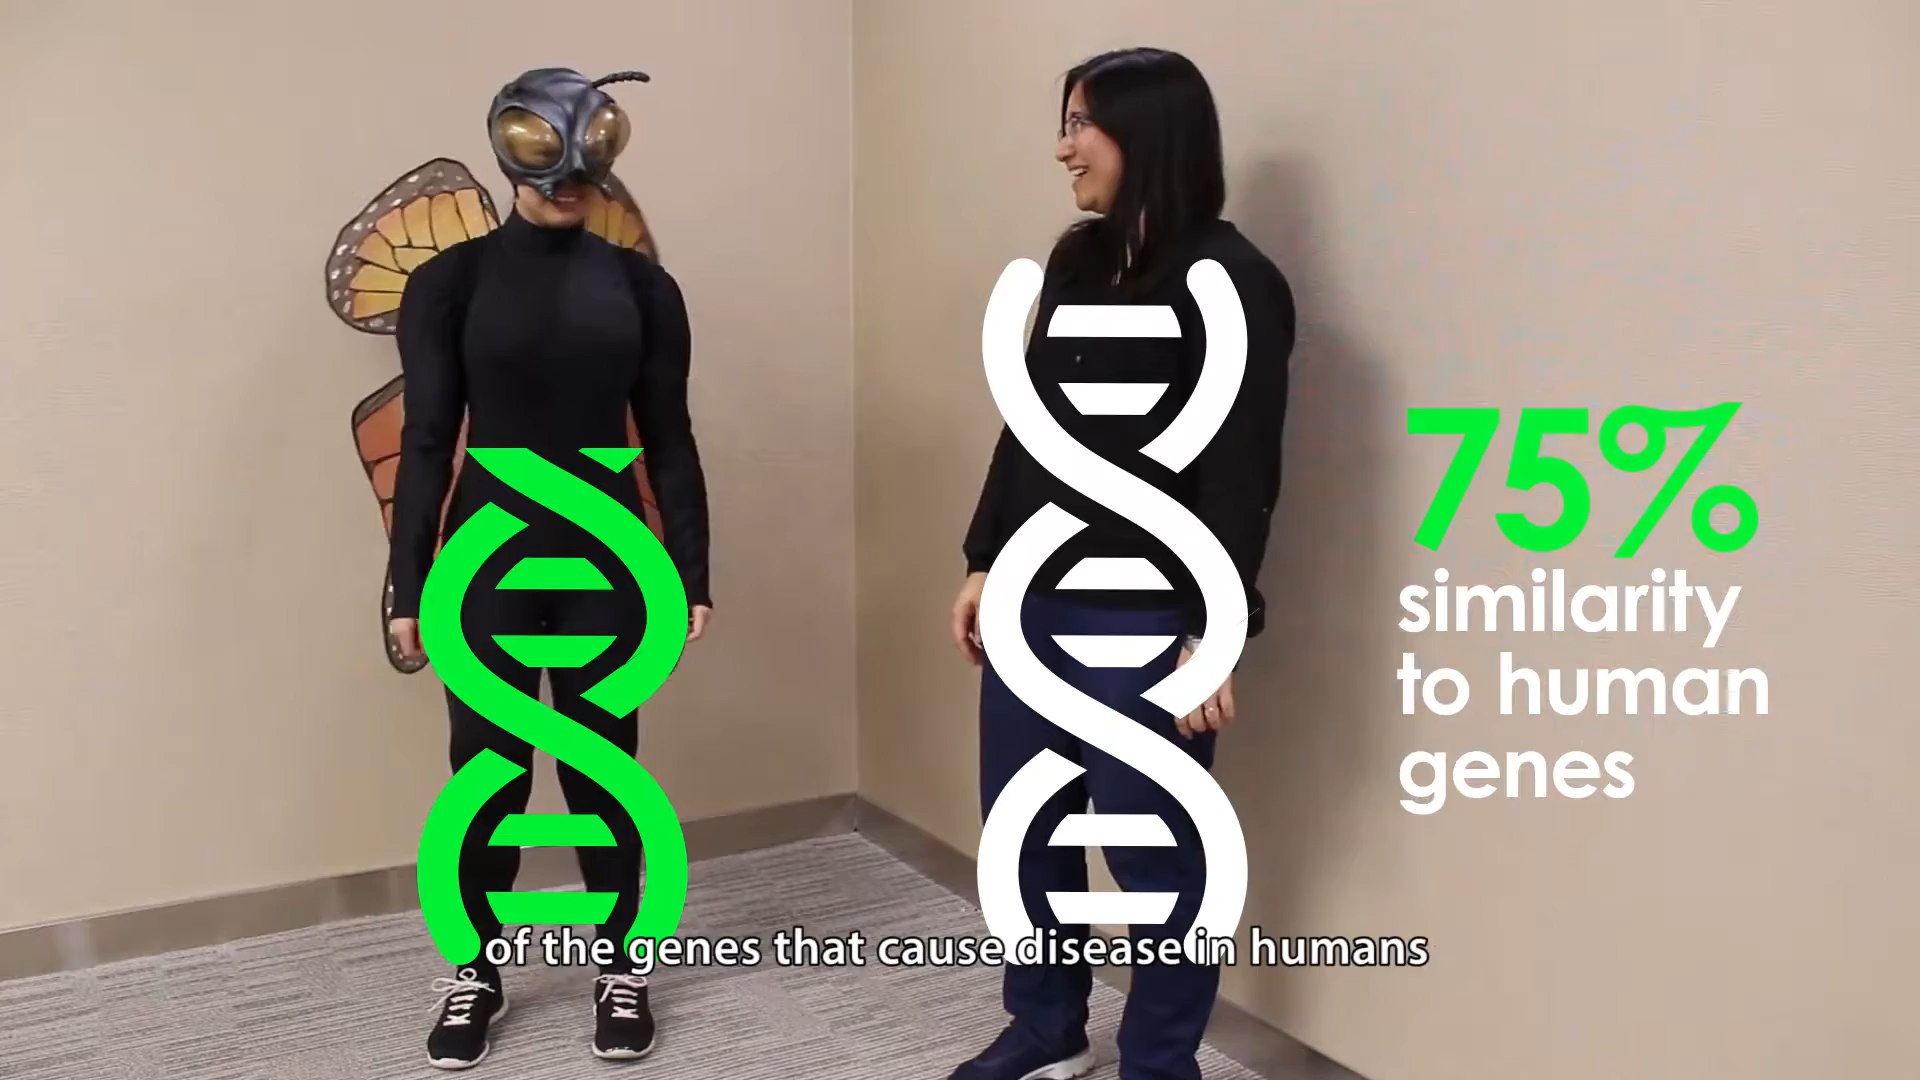 75%
similarity
to human
genes
of the genes that cause disease in humans